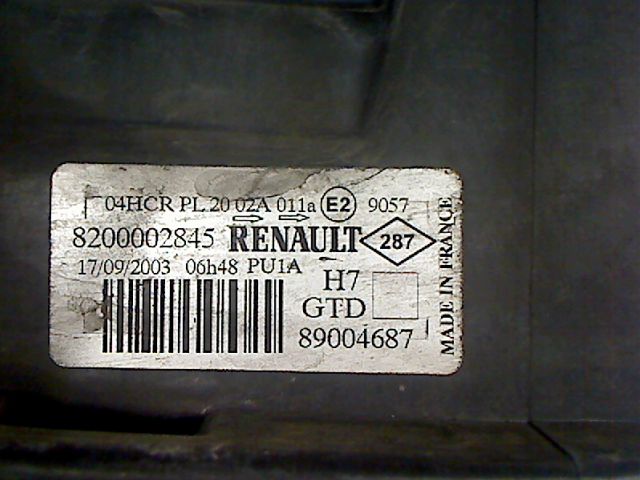 04HCR PL 20 02A 011a E2 9057
8200002845 RENAULT 287
17/09/2003 06h48 PU1A
H7
GTD
89004687
MADE IN FRANCE